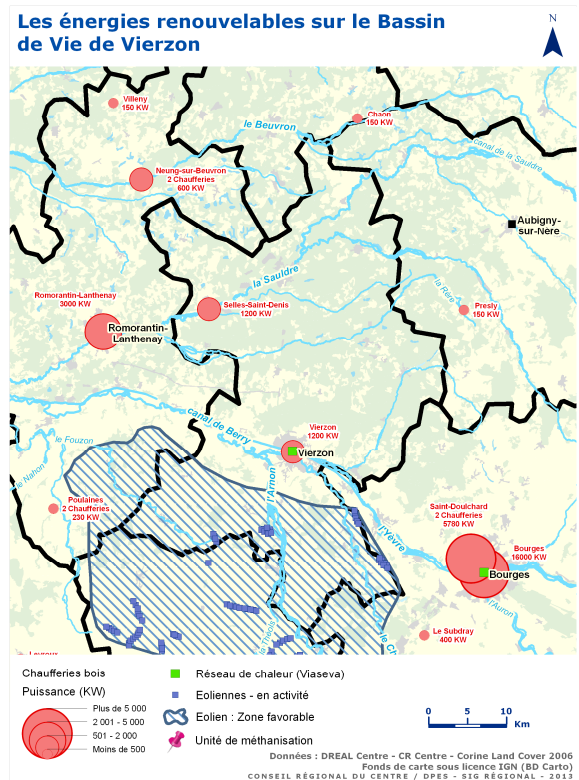 Les énergies renouvelables sur le Bassin
de Vie de Vierzon
N
Villeny
150 KW
Chaon
150 KW
le Beuvron
canal de la Sauldre
Neung-sur-Beuvron
2 Chaufferies
600 KW
Aubigny-
sur-Nère
la Sauldre
la Rère
Romorantin-Lanthenay
3000 KW
Selles-Saint-Denis
1200 KW
Presly
150 KW
Romorantin-
Lanthenay
canal de Berry
Vierzon
1200 KW
Vierzon
le Fouzon
le Nahon
l'Arnon
Poulaines
2 Chaufferies
230 KW
Saint-Doulchard
2 Chaufferies
5780 KW
l'Yèvre
Bourges
16000 KW
Bourges
l'Auron
Le Subdray
400 KW
la Théols
le Ch
Levroux
Chaufferies bois
Puissance (KW)
Plus de 5 000
2 001 - 5 000
501 - 2 000
Moins de 500
Réseau de chaleur (Viaseva)
Eoliennes - en activité
Eolien : Zone favorable
Unité de méthanisation
0 5 10
Km
Données : DREAL Centre - CR Centre - Corine Land Cover 2006
Fonds de carte sous licence IGN (BD Carto)
CONSEIL RÉGIONAL DU CENTRE / DPES - SIG RÉGIONAL - 2013